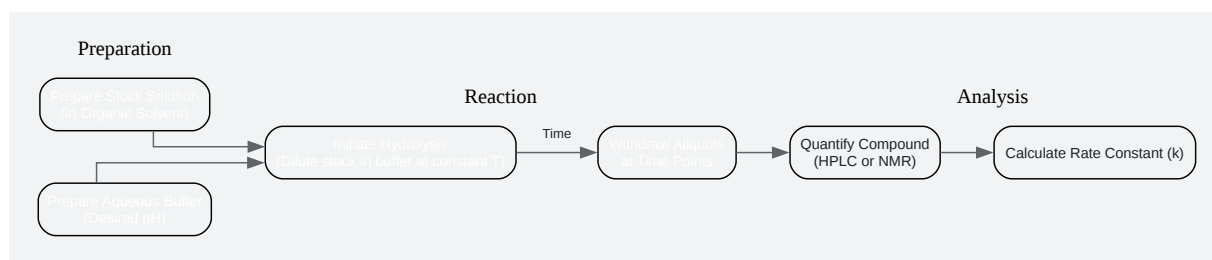 Preparation
Prepare Stock Solution
(in Organic Solvent)
Prepare Aqueous Buffer
(Desired pH)
Reaction
Initiate Hydrolysis
(Dilute stock in buffer at constant T)
Time
Withdraw Aliquots
at Time Points
Analysis
Quantify Compound
(HPLC or NMR)
Calculate Rate Constant (k)